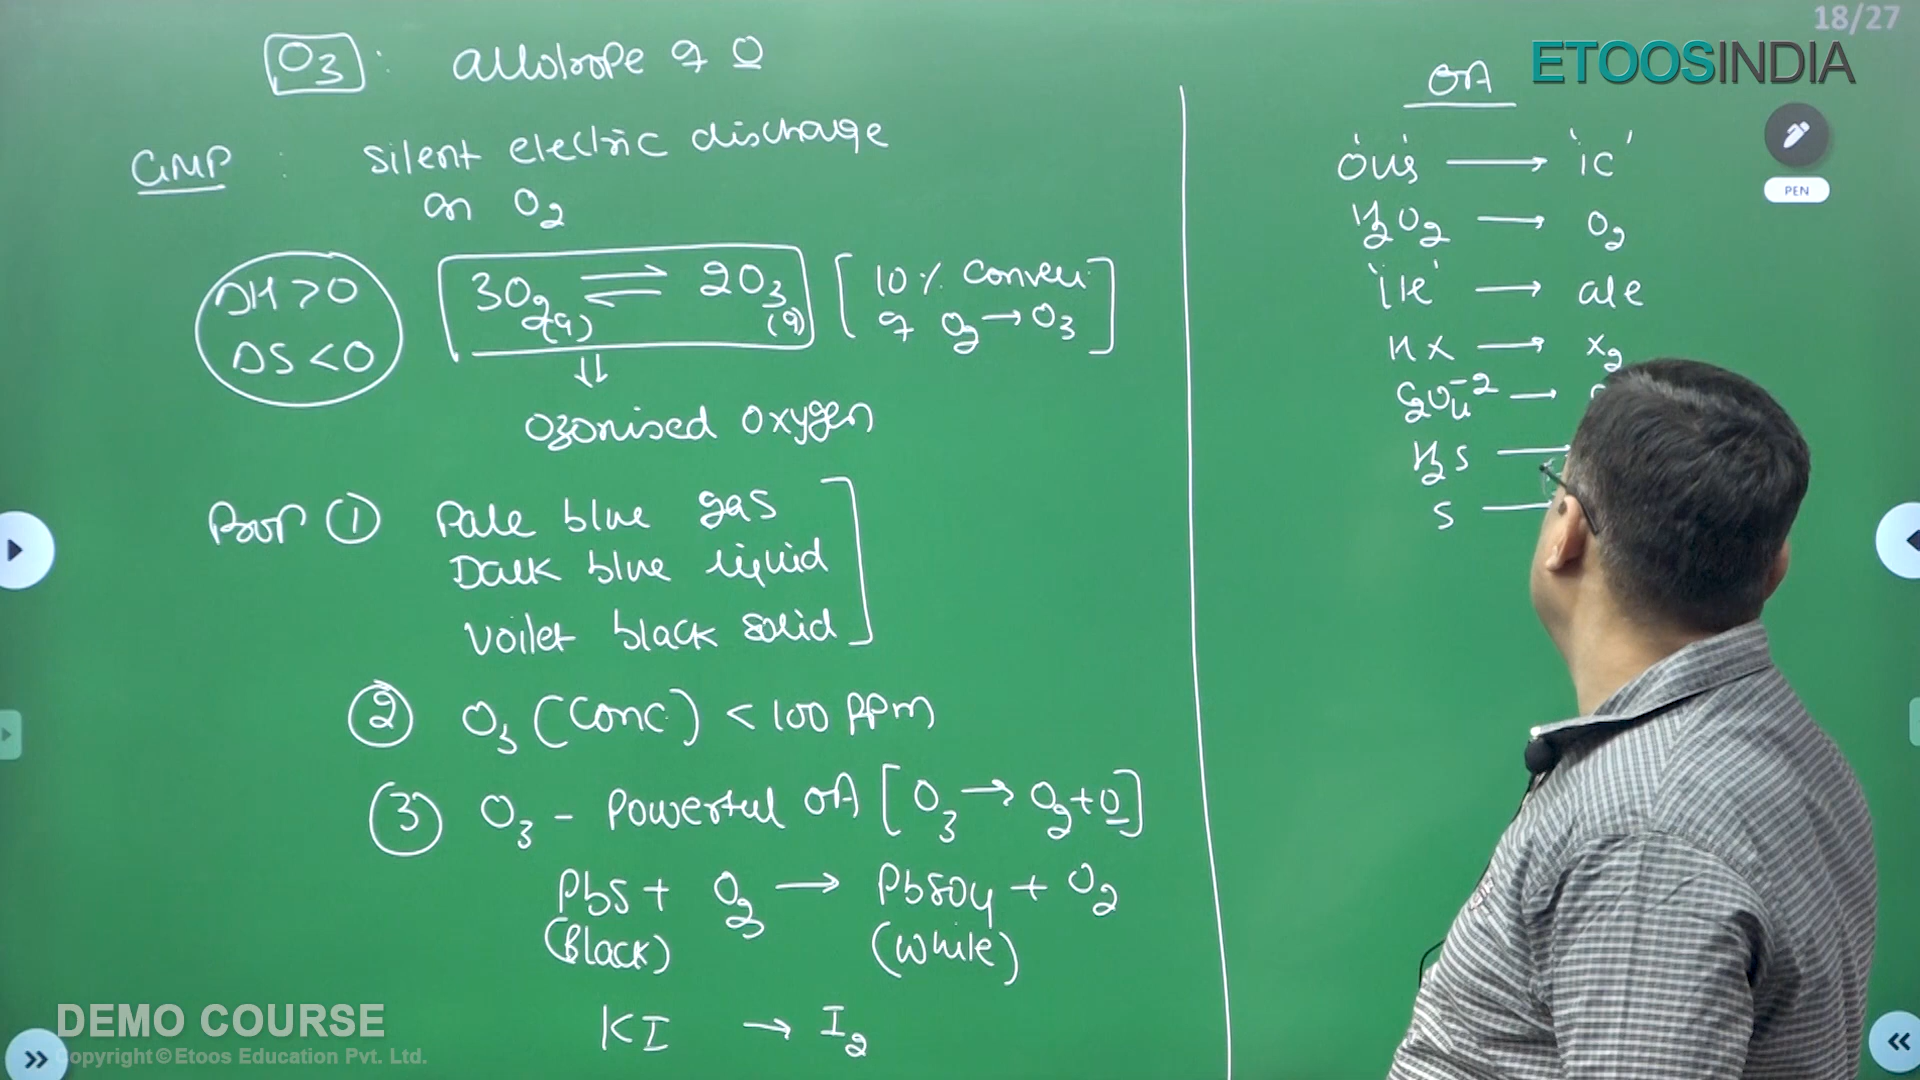 18/27
ETOOSINDIA
PEN
O3 : allotrope of O
GMP : Silent electric discharge
on O2
ΔH > 0
ΔS < 0
3O2(g) ⇌ 2O3(g)
[10% Conver.
of O2 → O3]
⇓
Ozonised Oxygen
Prop ① Pale blue gas
Dark blue liquid
Voilet black solid
② O3 (Conc.) < 100 PPm
③ O3 - Powerful OA [O3 → O2 + O]
PbS + O3 → PbSO4 + O2
(Black) (White)
KI → I2
OA
'ous' → 'ic'
H2O2 → O2
'ite' → ate
HX → X2
C2O4-2 →
H2S →
S →
DEMO COURSE
Copyright © Etoos Education Pvt. Ltd.